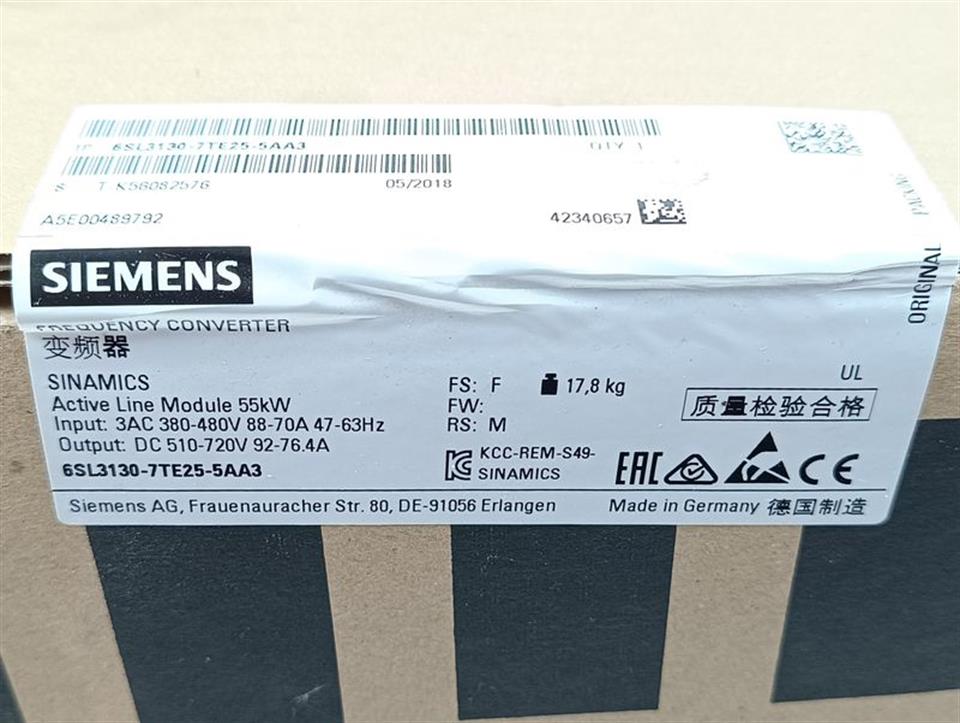 1P 6SL3130-7TE25-5AA3 QTY 1
S T-K56082576 05/2018
A5E00489792 42340657
PACKING
ORIGINAL
SIEMENS
FREQUENCY CONVERTER
变频器
SINAMICS
Active Line Module 55kW
Input: 3AC 380-480V 88-70A 47-63Hz
Output: DC 510-720V 92-76.4A
6SL3130-7TE25-5AA3
FS: F 17,8 kg
FW:
RS: M
UL
质量检验合格
KCC-REM-S49-
SINAMICS
EAC CE
Siemens AG, Frauenauracher Str. 80, DE-91056 Erlangen
Made in Germany 德国制造